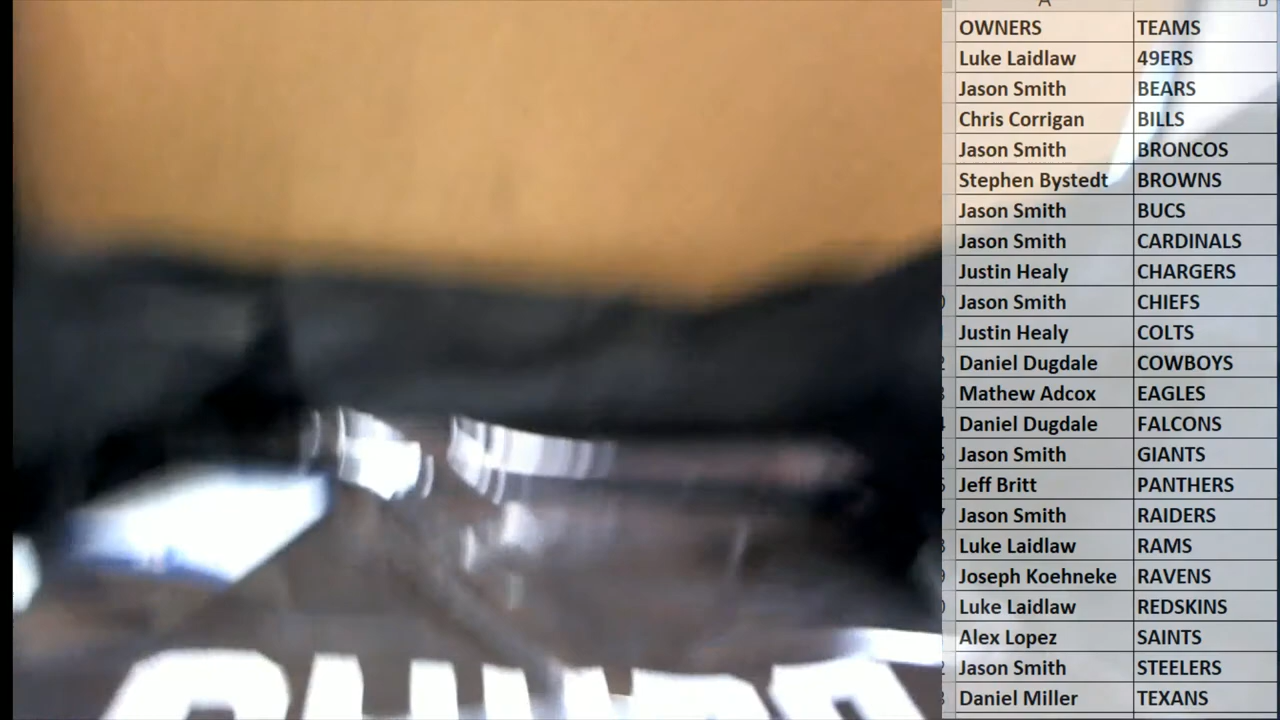 A B
OWNERS TEAMS
Luke Laidlaw 49ERS
Jason Smith BEARS
Chris Corrigan BILLS
Jason Smith BRONCOS
Stephen Bystedt BROWNS
Jason Smith BUCS
Jason Smith CARDINALS
Justin Healy CHARGERS
Jason Smith CHIEFS
Justin Healy COLTS
Daniel Dugdale COWBOYS
Mathew Adcox EAGLES
Daniel Dugdale FALCONS
Jason Smith GIANTS
Jeff Britt PANTHERS
Jason Smith RAIDERS
Luke Laidlaw RAMS
Joseph Koehneke RAVENS
Luke Laidlaw REDSKINS
Alex Lopez SAINTS
Jason Smith STEELERS
Daniel Miller TEXANS